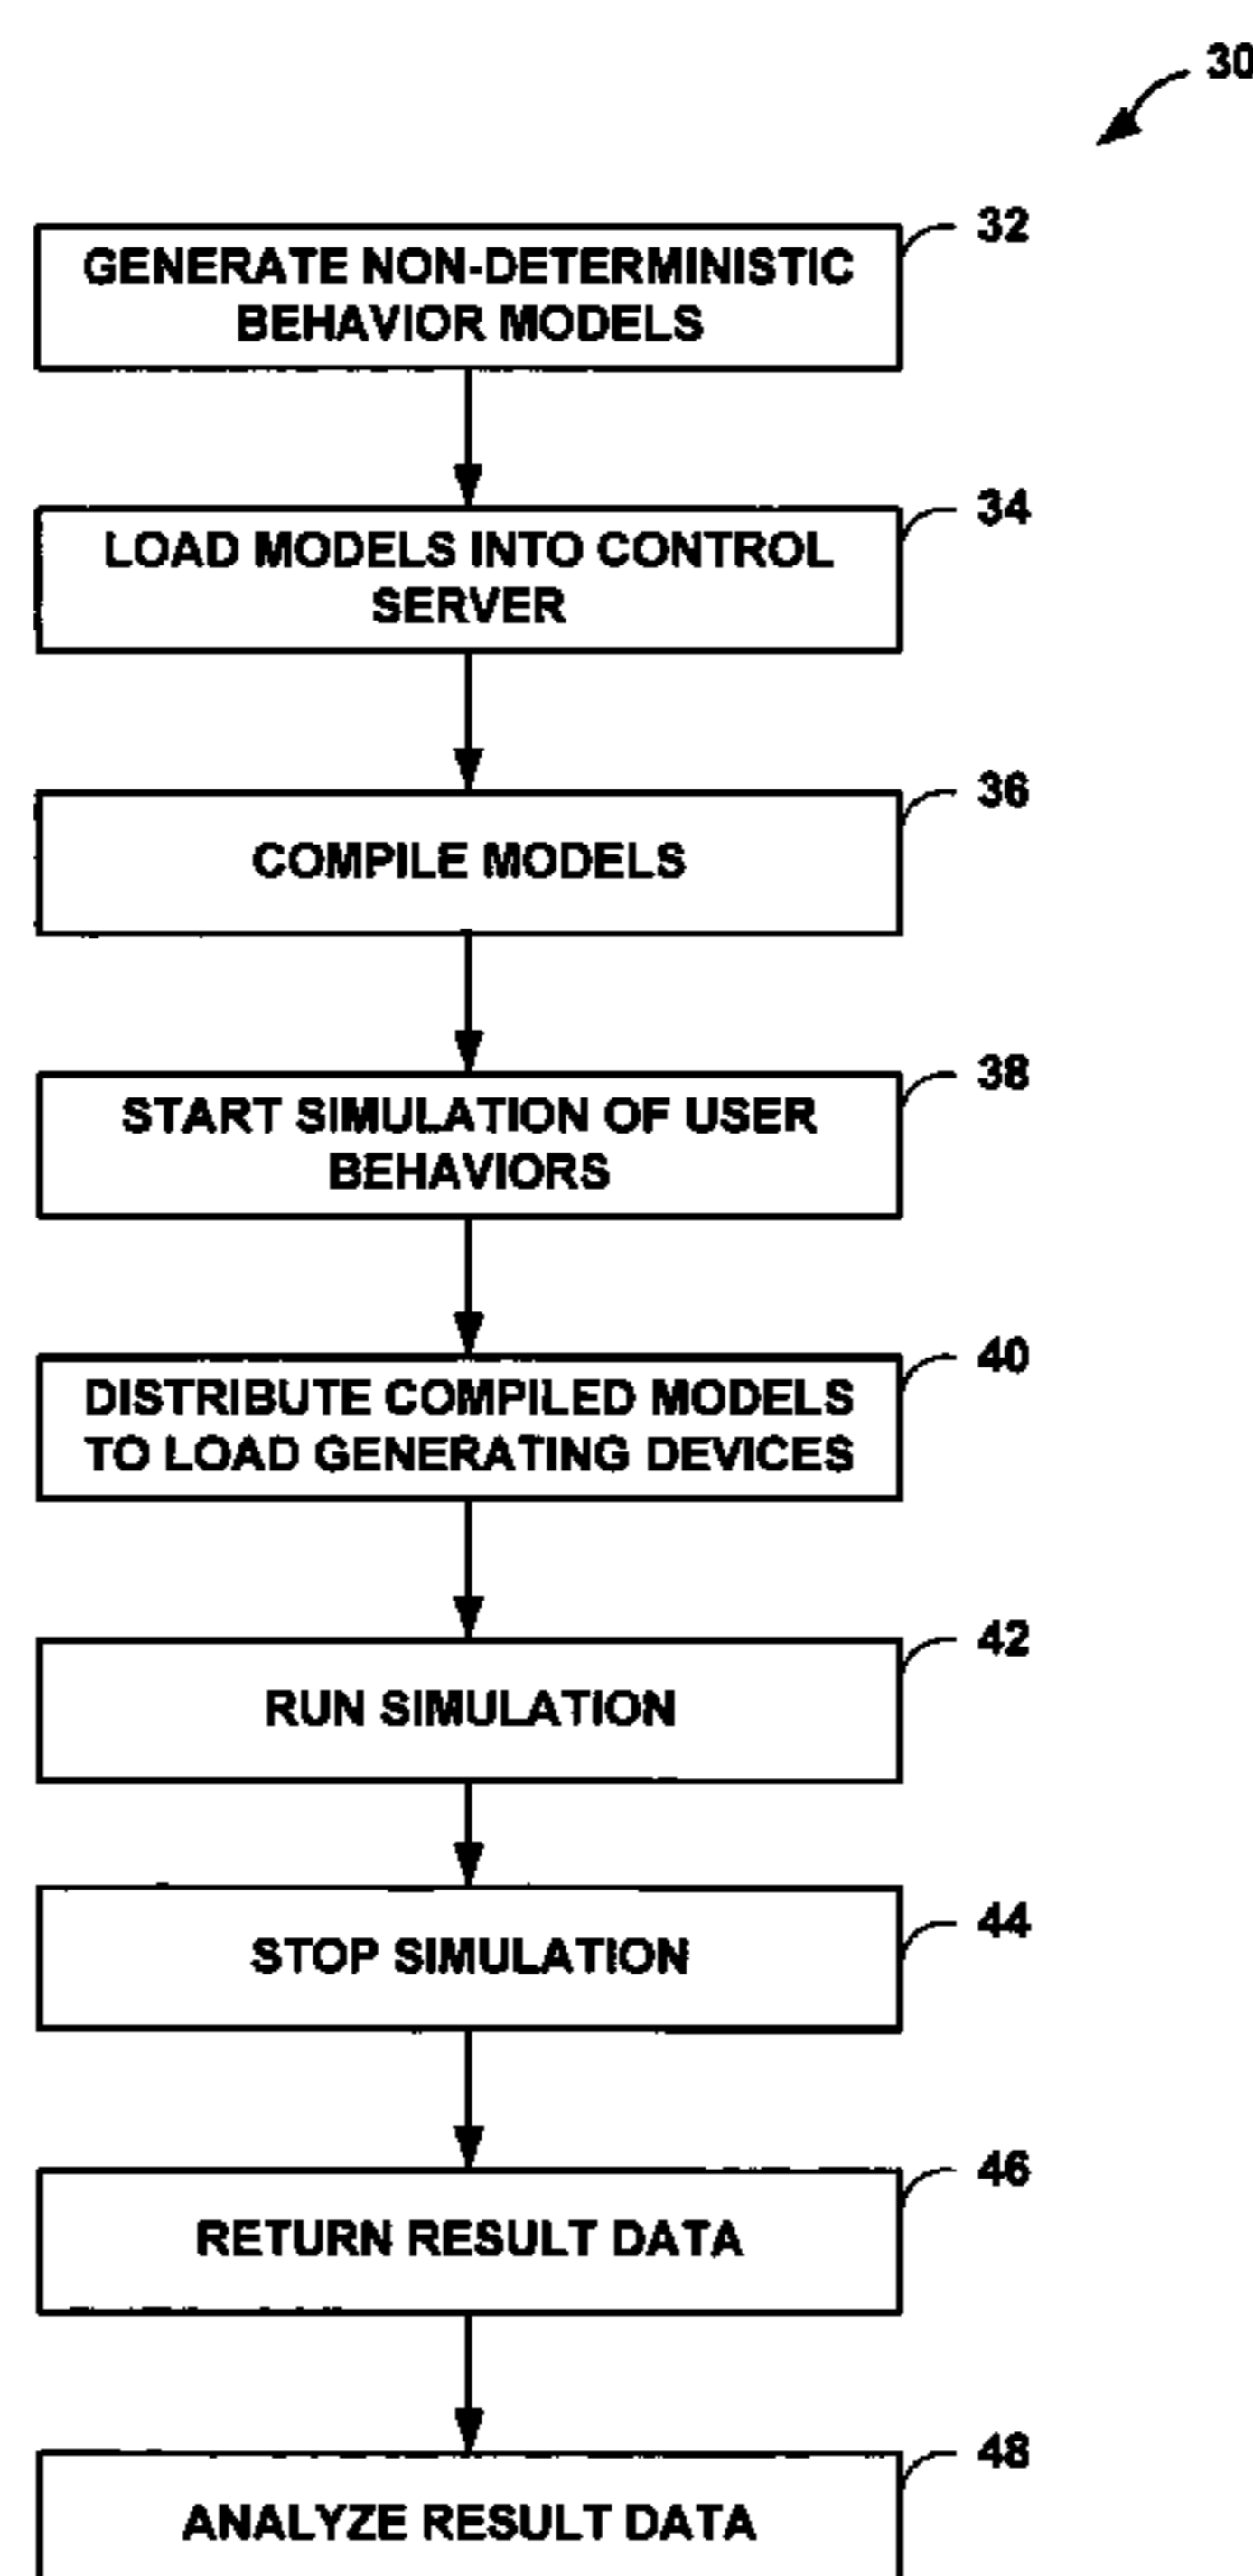 30
32
GENERATE NON-DETERMINISTIC
BEHAVIOR MODELS
34
LOAD MODELS INTO CONTROL
SERVER
36
COMPILE MODELS
38
START SIMULATION OF USER
BEHAVIORS
40
DISTRIBUTE COMPILED MODELS
TO LOAD GENERATING DEVICES
42
RUN SIMULATION
44
STOP SIMULATION
46
RETURN RESULT DATA
48
ANALYZE RESULT DATA